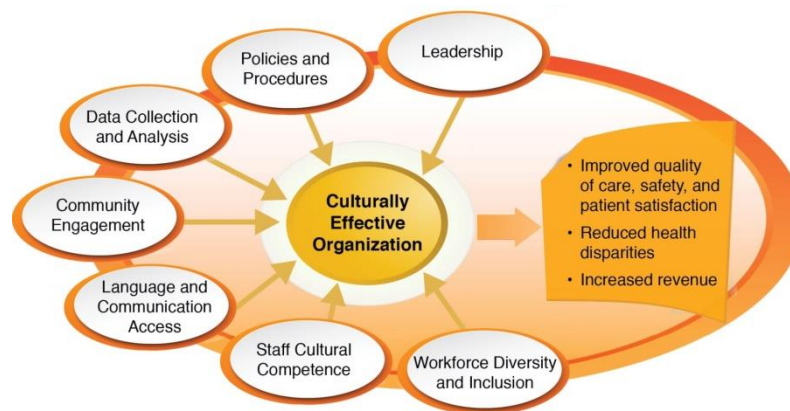 Leadership
Policies and
Procedures
Data Collection
and Analysis
Community
Engagement
Language and
Communication
Access
Staff Cultural
Competence
Workforce Diversity
and Inclusion
Culturally
Effective
Organization
• Improved quality
of care, safety, and
patient satisfaction
• Reduced health
disparities
• Increased revenue